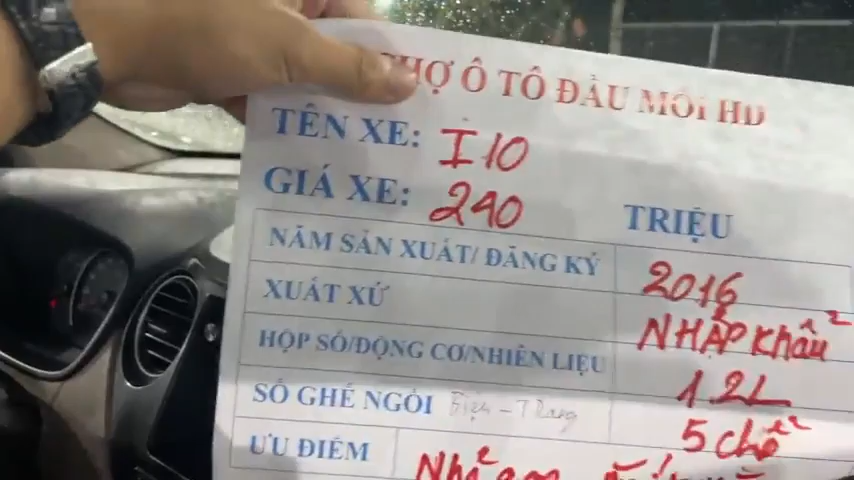 CHỢ Ô TÔ ĐẦU MỐI HD
TÊN XE: I10
GIÁ XE: 240 TRIỆU
NĂM SẢN XUẤT/ ĐĂNG KÝ 2016
XUẤT XỨ NHẬP Khẩu
HỘP SỐ/ĐỘNG CƠ/NHIÊN LIỆU 1.2L
SỐ GHẾ NGỒI 5 chỗ
ƯU ĐIỂM